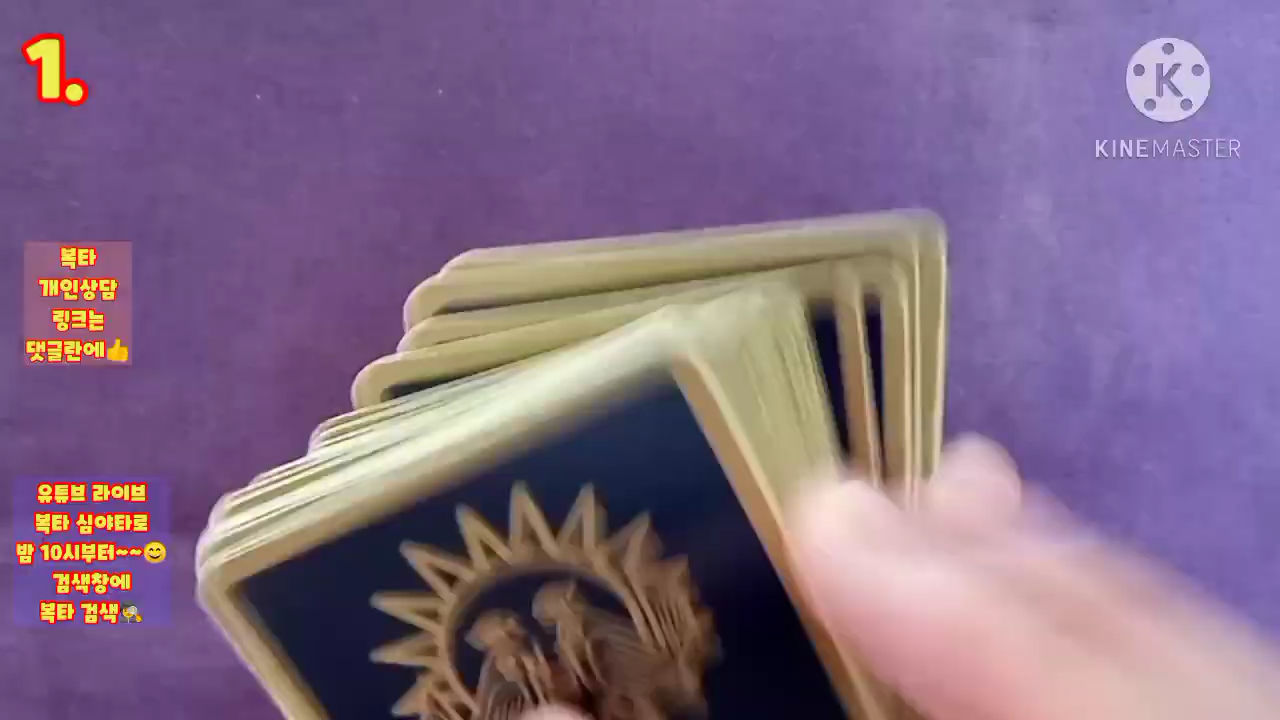 1.
KINEMASTER
복타
개인상담
링크는
댓글란에👍
유튜브 라이브
복타 심야타로
밤 10시부터~~😊
검색창에
복타 검색🕵